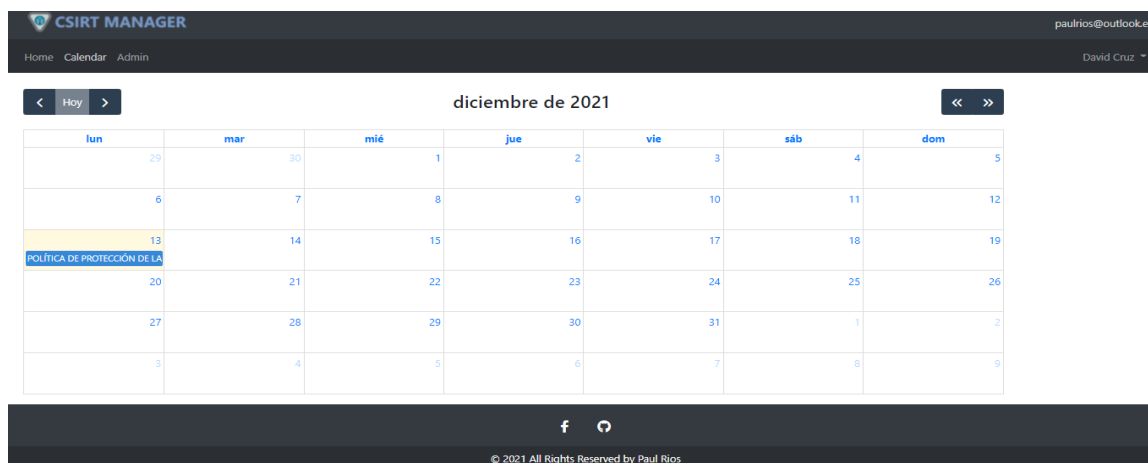 CSIRT MANAGER
paulrios@outlook.e
Home Calendar Admin
David Cruz
Hoy
diciembre de 2021
lun mar mié jue vie sáb dom
29 30 1 2 3 4 5
6 7 8 9 10 11 12
13 14 15 16 17 18 19
POLÍTICA DE PROTECCIÓN DE LA
20 21 22 23 24 25 26
27 28 29 30 31 1 2
3 4 5 6 7 8 9
© 2021 All Rights Reserved by Paul Rios